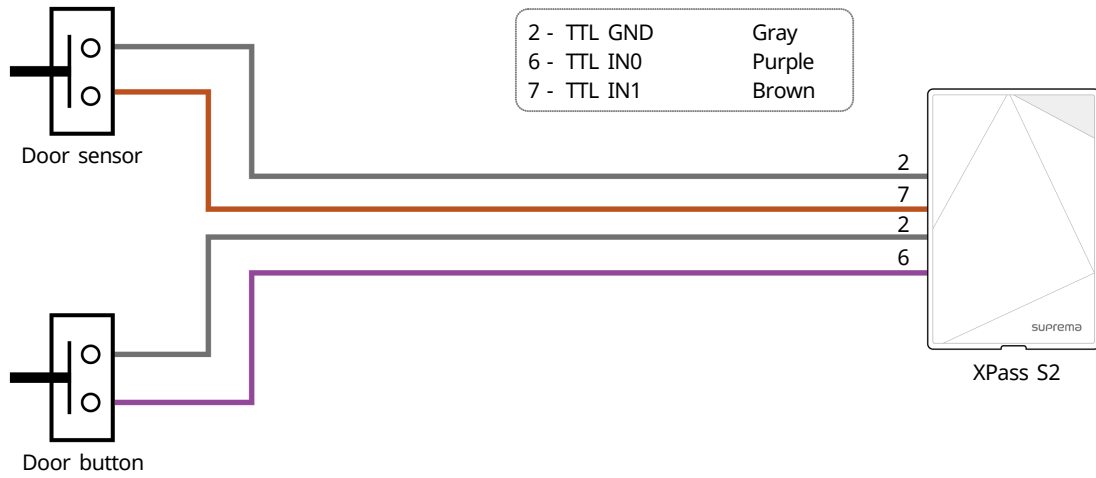 2 - TTL GND Gray
6 - TTL IN0 Purple
7 - TTL IN1 Brown
Door sensor
2
7
2
6
suprema
XPass S2
Door button